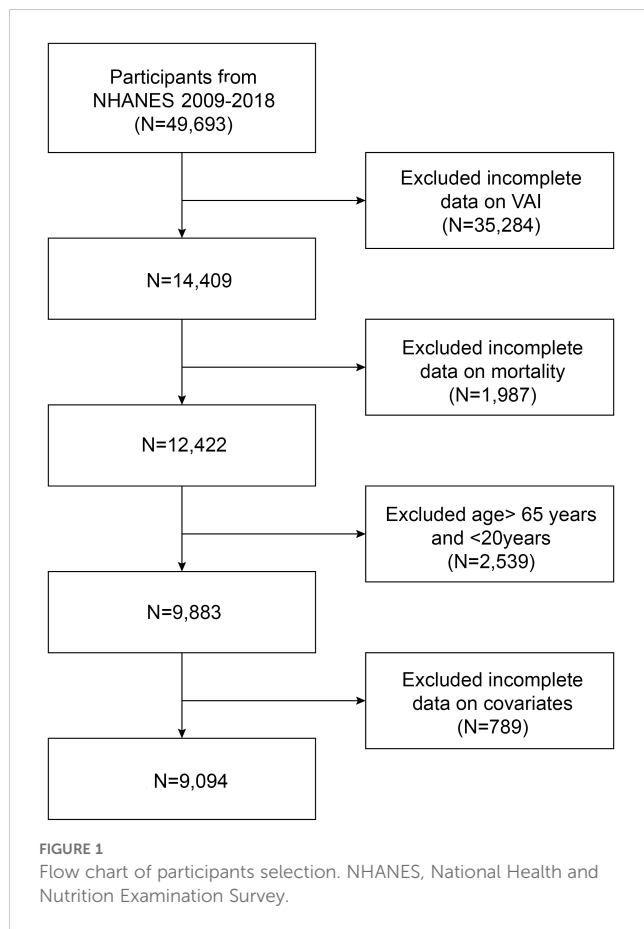 Participants from
NHANES 2009-2018
(N=49,693)
Excluded incomplete
data on VAI
(N=35,284)
N=14,409
Excluded incomplete
data on mortality
(N=1,987)
N=12,422
Excluded age> 65 years
and <20years
(N=2,539)
N=9,883
Excluded incomplete
data on covariates
(N=789)
N=9,094
FIGURE 1
Flow chart of participants selection. NHANES, National Health and
Nutrition Examination Survey.